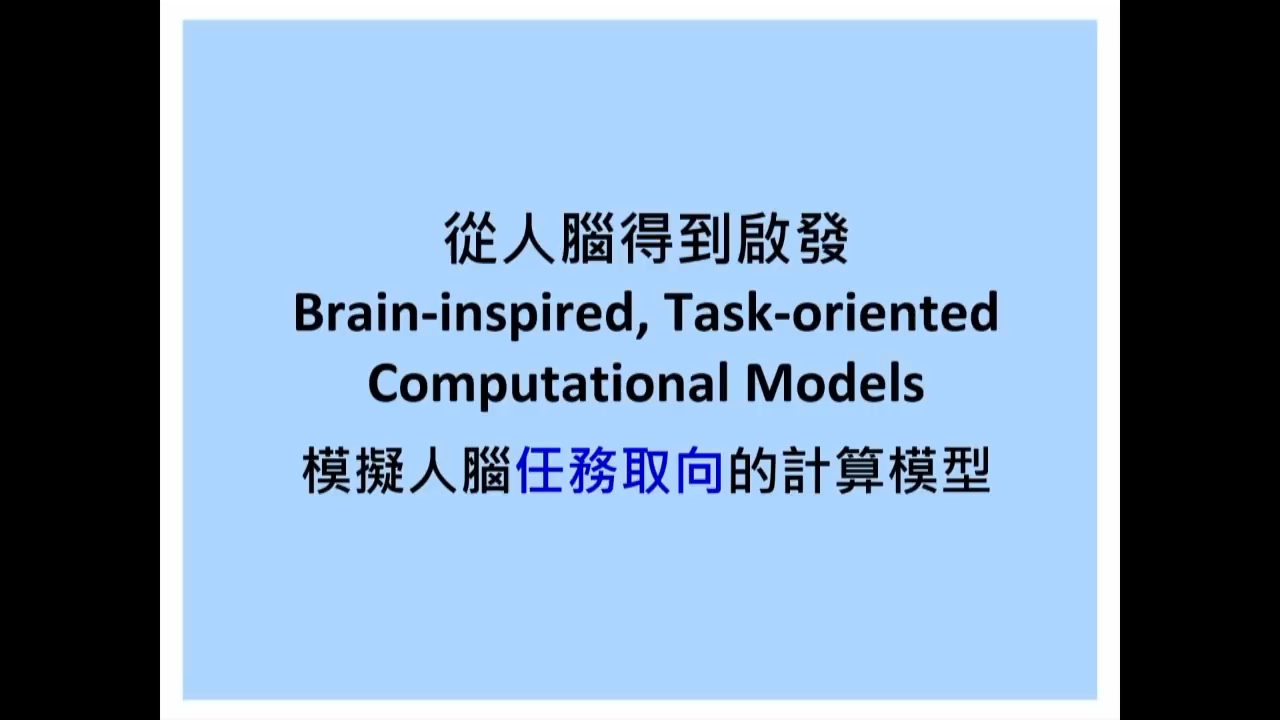 從人腦得到啟發
Brain-inspired, Task-oriented
Computational Models
模擬人腦任務取向的計算模型